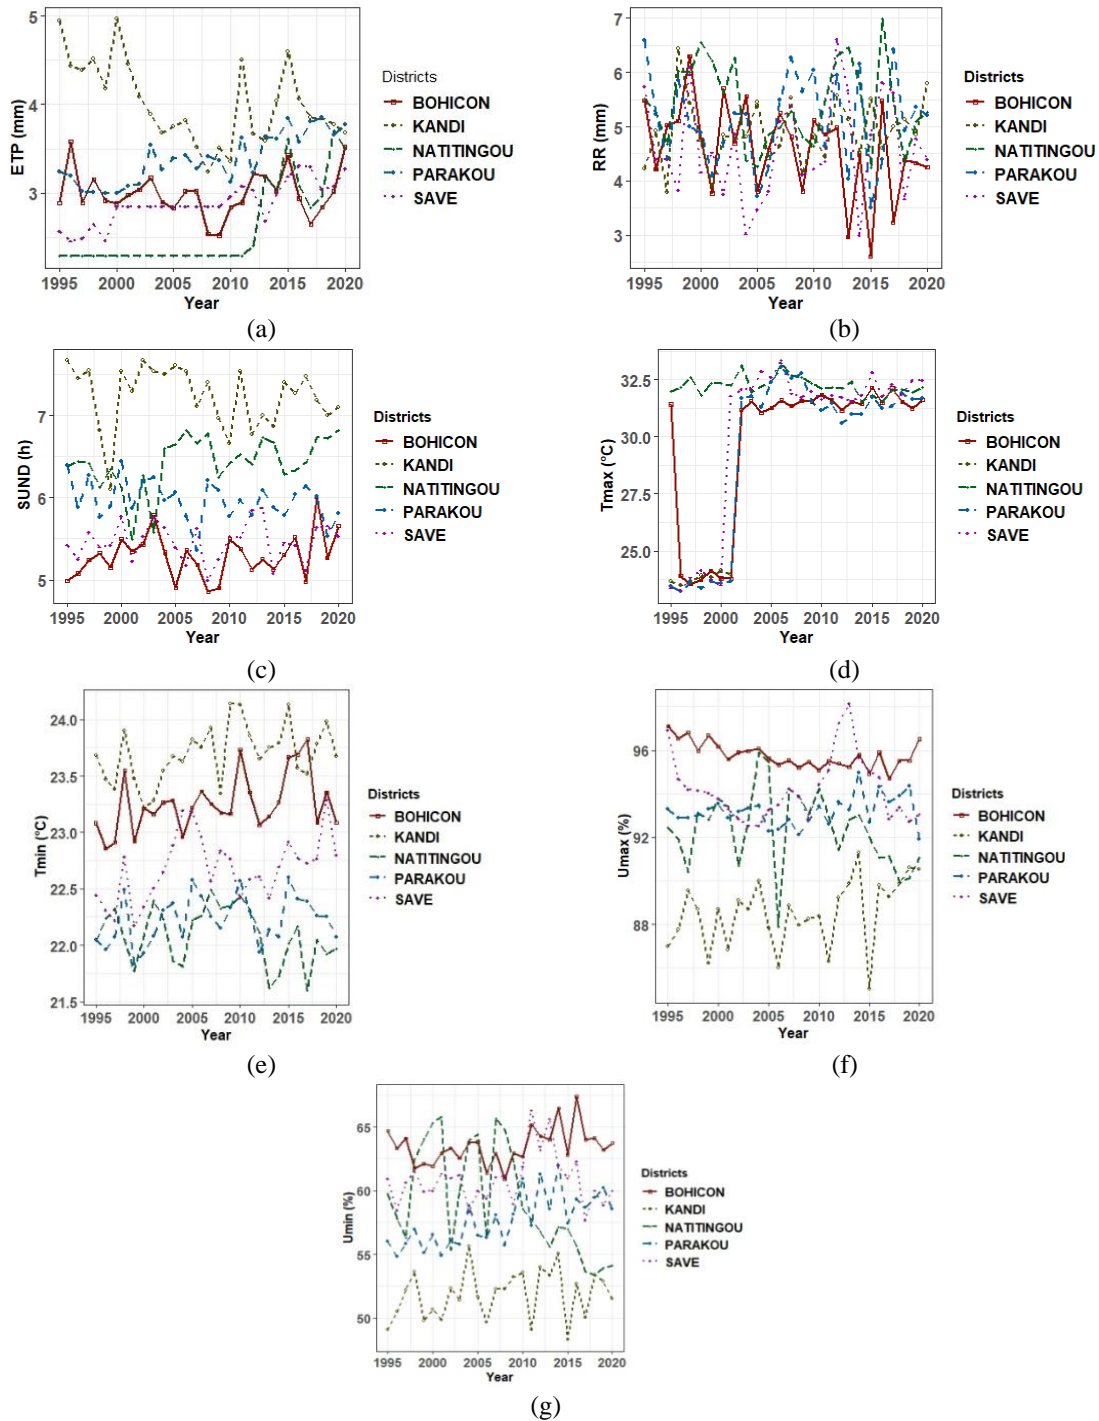 5
4
3
ETP (mm)
1995 2000 2005 2010 2015 2020
Year
Districts
BOHICON
KANDI
NATITINGOU
PARAKOU
SAVE
(a)
7
6
5
4
3
RR (mm)
1995 2000 2005 2010 2015 2020
Year
Districts
BOHICON
KANDI
NATITINGOU
PARAKOU
SAVE
(b)
7
6
5
SUND (h)
1995 2000 2005 2010 2015 2020
Year
Districts
BOHICON
KANDI
NATITINGOU
PARAKOU
SAVE
(c)
32.5
30.0
27.5
25.0
Tmax (°C)
1995 2000 2005 2010 2015 2020
Year
Districts
BOHICON
KANDI
NATITINGOU
PARAKOU
SAVE
(d)
24.0
23.5
23.0
22.5
22.0
21.5
Tmin (°C)
1995 2000 2005 2010 2015 2020
Year
Districts
BOHICON
KANDI
NATITINGOU
PARAKOU
SAVE
(e)
96
92
88
Umax (%)
1995 2000 2005 2010 2015 2020
Year
Districts
BOHICON
KANDI
NATITINGOU
PARAKOU
SAVE
(f)
65
60
55
50
Umin (%)
1995 2000 2005 2010 2015 2020
Year
Districts
BOHICON
KANDI
NATITINGOU
PARAKOU
SAVE
(g)